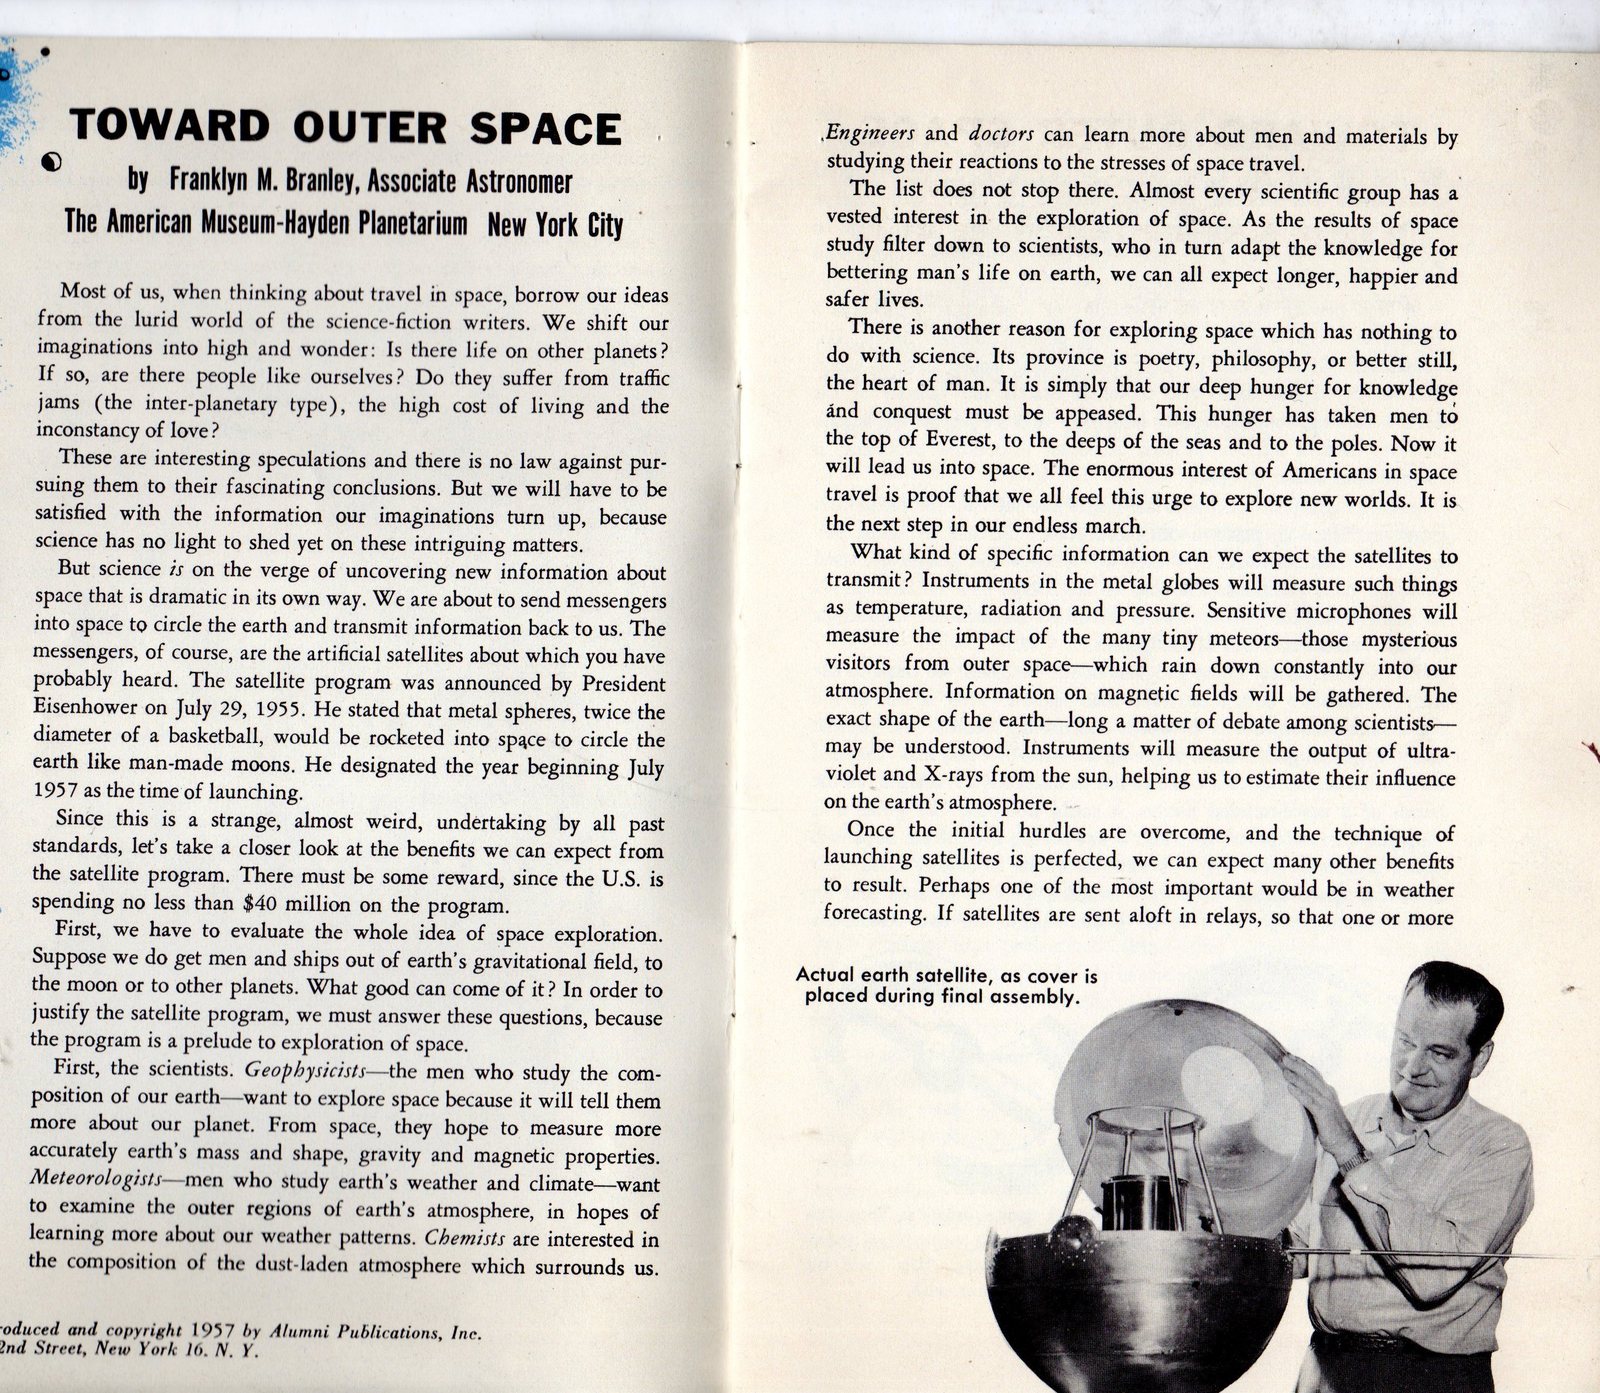 TOWARD OUTER SPACE
by Franklyn M. Branley, Associate Astronomer
The American Museum-Hayden Planetarium New York City
Most of us, when thinking about travel in space, borrow our ideas
from the lurid world of the science-fiction writers. We shift our
imaginations into high and wonder: Is there life on other planets?
If so, are there people like ourselves? Do they suffer from traffic
jams (the inter-planetary type), the high cost of living and the
inconstancy of love?
These are interesting speculations and there is no law against pur-
suing them to their fascinating conclusions. But we will have to be
satisfied with the information our imaginations turn up, because
science has no light to shed yet on these intriguing matters.
But science is on the verge of uncovering new information about
space that is dramatic in its own way. We are about to send messengers
into space to circle the earth and transmit information back to us. The
messengers, of course, are the artificial satellites about which you have
probably heard. The satellite program was announced by President
Eisenhower on July 29, 1955. He stated that metal spheres, twice the
diameter of a basketball, would be rocketed into space to circle the
earth like man-made moons. He designated the year beginning July
1957 as the time of launching.
Since this is a strange, almost weird, undertaking by all past
standards, let's take a closer look at the benefits we can expect from
the satellite program. There must be some reward, since the U.S. is
spending no less than $40 million on the program.
First, we have to evaluate the whole idea of space exploration.
Suppose we do get men and ships out of earth's gravitational field, to
the moon or to other planets. What good can come of it? In order to
justify the satellite program, we must answer these questions, because
the program is a prelude to exploration of space.
First, the scientists. Geophysicists—the men who study the com-
position of our earth—want to explore space because it will tell them
more about our planet. From space, they hope to measure more
accurately earth's mass and shape, gravity and magnetic properties.
Meteorologists—men who study earth's weather and climate—want
to examine the outer regions of earth's atmosphere, in hopes of
learning more about our weather patterns. Chemists are interested in
the composition of the dust-laden atmosphere which surrounds us.
oduced and copyright 1957 by Alumni Publications, Inc.
2nd Street, New York 16. N. Y.
Engineers and doctors can learn more about men and materials by
studying their reactions to the stresses of space travel.
The list does not stop there. Almost every scientific group has a
vested interest in the exploration of space. As the results of space
study filter down to scientists, who in turn adapt the knowledge for
bettering man's life on earth, we can all expect longer, happier and
safer lives.
There is another reason for exploring space which has nothing to
do with science. Its province is poetry, philosophy, or better still,
the heart of man. It is simply that our deep hunger for knowledge
and conquest must be appeased. This hunger has taken men to
the top of Everest, to the deeps of the seas and to the poles. Now it
will lead us into space. The enormous interest of Americans in space
travel is proof that we all feel this urge to explore new worlds. It is
the next step in our endless march.
What kind of specific information can we expect the satellites to
transmit? Instruments in the metal globes will measure such things
as temperature, radiation and pressure. Sensitive microphones will
measure the impact of the many tiny meteors—those mysterious
visitors from outer space—which rain down constantly into our
atmosphere. Information on magnetic fields will be gathered. The
exact shape of the earth—long a matter of debate among scientists—
may be understood. Instruments will measure the output of ultra-
violet and X-rays from the sun, helping us to estimate their influence
on the earth's atmosphere.
Once the initial hurdles are overcome, and the technique of
launching satellites is perfected, we can expect many other benefits
to result. Perhaps one of the most important would be in weather
forecasting. If satellites are sent aloft in relays, so that one or more
Actual earth satellite, as cover is
placed during final assembly.